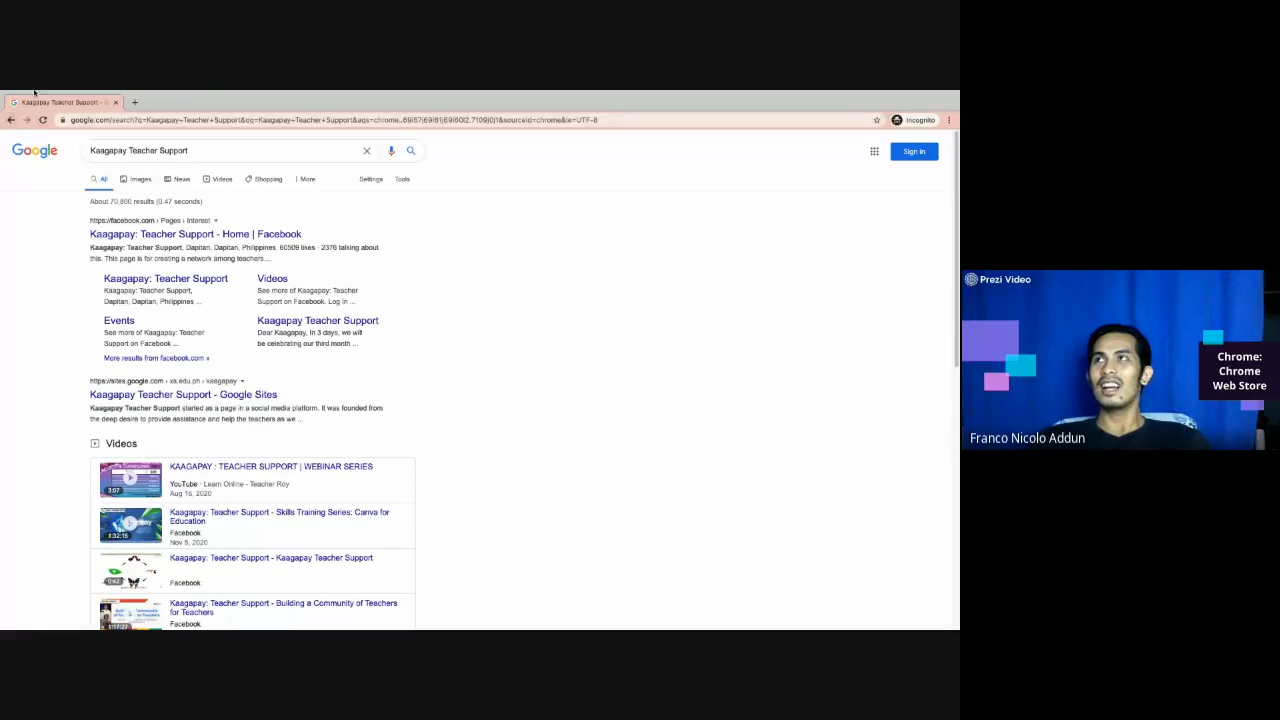 Kaagapay Teacher Support - G
google.com/search?q=Kaagapay+Teacher+Support&oq=Kaagapay+Teacher+Support&aqs=chrome..69i57j69i61j69i60l2.7109j0j1&sourceid=chrome&ie=UTF-8
Incognito
Google
Kaagapay Teacher Support
Sign in
All
Images
News
Videos
Shopping
More
Settings
Tools
About 70,800 results (0.47 seconds)
https://facebook.com › Pages › Interest
Kaagapay: Teacher Support - Home | Facebook
Kaagapay: Teacher Support, Dapitan, Dapitan, Philippines. 60509 likes · 2376 talking about
this. This page is for creating a network among teachers....
Kaagapay: Teacher Support
Kaagapay: Teacher Support,
Dapitan, Dapitan, Philippines ...
Videos
See more of Kaagapay: Teacher
Support on Facebook. Log In ...
Events
See more of Kaagapay: Teacher
Support on Facebook ...
Kaagapay Teacher Support
Dear Kaagapay, In 3 days, we will
be celebrating our third month ...
More results from facebook.com »
https://sites.google.com › xs.edu.ph › kaagapay
Kaagapay Teacher Support - Google Sites
Kaagapay Teacher Support started as a page in a social media platform. It was founded from
the deep desire to provide assistance and help the teachers as we ...
Videos
3:07
KAAGAPAY : TEACHER SUPPORT | WEBINAR SERIES
YouTube · Learn Online - Teacher Roy
Aug 16, 2020
1:32:16
Kaagapay: Teacher Support - Skills Training Series: Canva for
Education
Facebook
Nov 5, 2020
0:42
Kaagapay: Teacher Support - Kaagapay Teacher Support
Facebook
1:17:27
Kaagapay: Teacher Support - Building a Community of Teachers
for Teachers
Facebook
Prezi Video
Chrome:
Chrome
Web Store
Franco Nicolo Addun